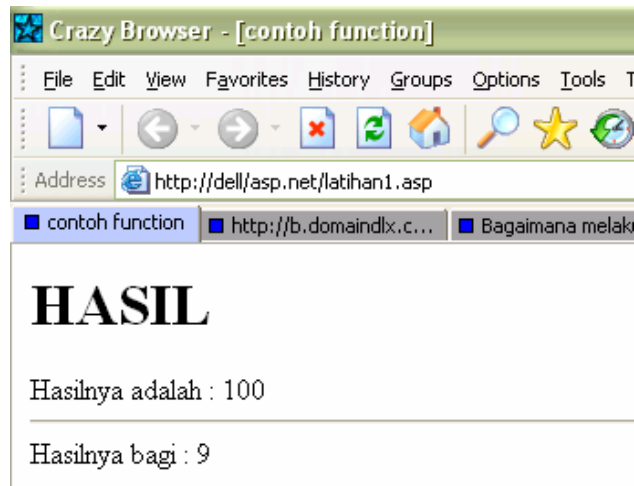 Crazy Browser - [contoh function]
File Edit View Favorites History Groups Options Tools T
Address http://dell/asp.net/latihan1.asp
contoh function http://b.domaindlx.c... Bagaimana melak
HASIL
Hasilnya adalah : 100
Hasilnya bagi : 9